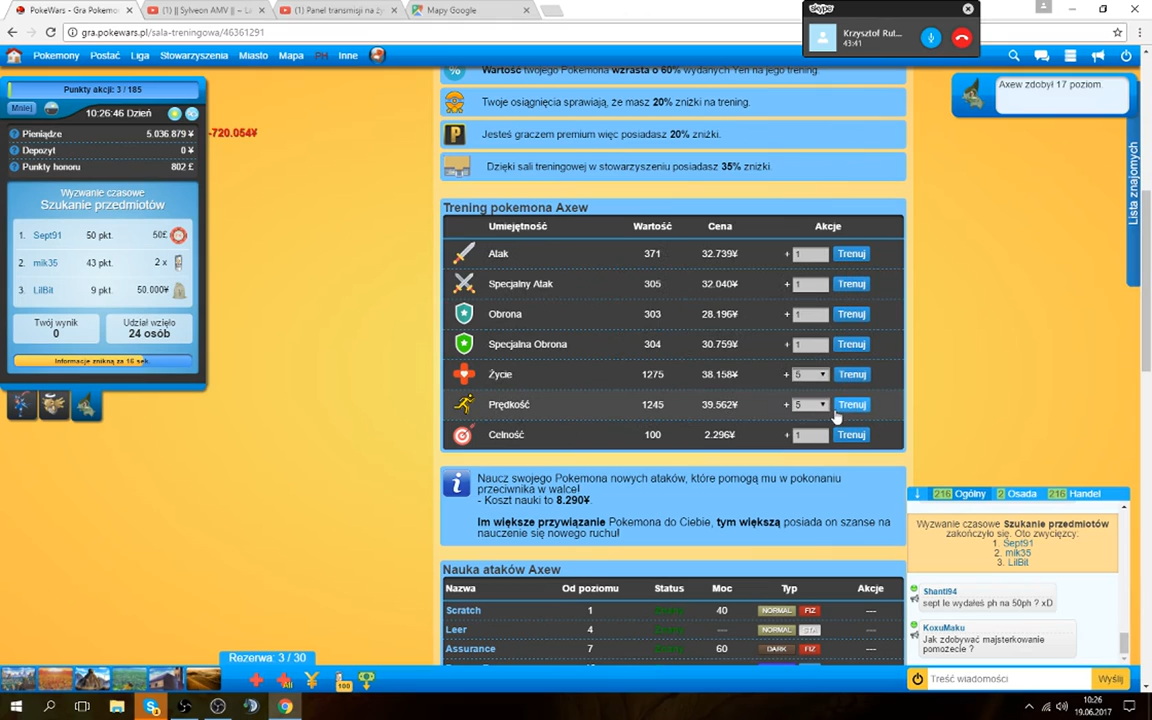 PokeWars - Gra Pokemon
(1) || Sylveon AMV || ~ L
(1) Panel transmisji na ży
Mapy Google
gra.pokewars.pl/sala-treningowa/46361291
skype
Krzysztof Rut...
43:41
Pokemony Postać Liga Stowarzyszenia Miasto Mapa PH Inne
Punkty akcji: 3 / 185
Mniej
10:26:46 Dzień
Pieniądze 5.036.879 ¥
-720.054¥
Depozyt 0 ¥
Punkty honoru 802 £
Wyzwanie czasowe
Szukanie przedmiotów
1. Sept91 50 pkt. 50£
2. mik35 43 pkt. 2 x
3. LilBit 9 pkt. 50.000¥
Twój wynik
0
Udział wzięło
24 osób
Informacje znikną za 16 sek.
Wartość twojego Pokemona wzrasta o 60% wydanych Yen na jego trening.
Twoje osiągnięcia sprawiają, że masz 20% zniżki na trening.
Jesteś graczem premium więc posiadasz 20% zniżki.
Dzięki sali treningowej w stowarzyszeniu posiadasz 35% zniżki.
Trening pokemona Axew
Umiejętność Wartość Cena Akcje
Atak 371 32.739¥ + 1 Trenuj
Specjalny Atak 305 32.040¥ + 1 Trenuj
Obrona 303 28.196¥ + 1 Trenuj
Specjalna Obrona 304 30.759¥ + 1 Trenuj
Życie 1275 38.158¥ + 5 Trenuj
Prędkość 1245 39.562¥ + 5 Trenuj
Celność 100 2.296¥ + 1 Trenuj
Naucz swojego Pokemona nowych ataków, które pomogą mu w pokonaniu
przeciwnika w walce!
- Koszt nauki to 8.290¥.
Im większe przywiązanie Pokemona do Ciebie, tym większą posiada on szanse na
nauczenie się nowego ruchu!
Nauka ataków Axew
Nazwa Od poziomu Status Moc Typ Akcje
Scratch 1 40 NORMAL FIZ ---
Leer 4 --- NORMAL ---
Assurance 7 60 DARK FIZ ---
Axew zdobył 17 poziom.
Lista znajomych
216 Ogólny 2 Osada 216 Handel
Wyzwanie czasowe Szukanie przedmiotów
zakończyło się. Oto zwycięzcy:
1. Sept91
2. mik35
3. LilBit
Shanti94
sept le wydałeś ph na 50ph ? xD
KoxuMaku
Jak zdobywać majsterkowanie
pomożecie ?
Treść wiadomości
Wyślij
Rezerwa: 3 / 30
All
100
10:26
19.06.2017